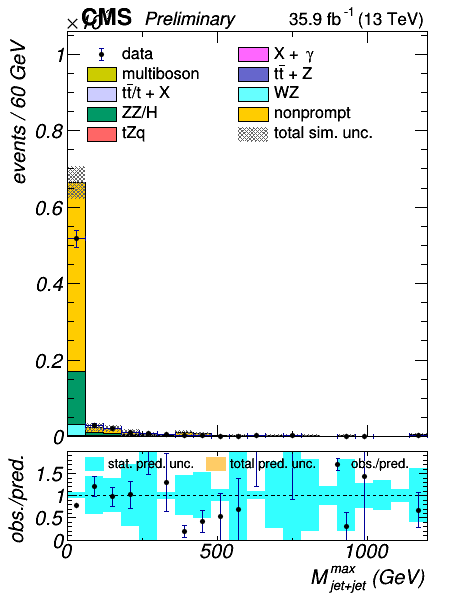 CMS Preliminary 35.9 fb⁻¹ (13 TeV)
events / 60 GeV
1
0.8
0.6
0.4
0.2
0
data
multiboson
tt̄/t + X
ZZ/H
tZq
X + γ
tt̄ + Z
WZ
nonprompt
total sim. unc.
obs./pred.
1.5
1
0.5
0
stat. pred. unc. total pred. unc. obs./pred.
0 500 1000
M^max_jet+jet (GeV)